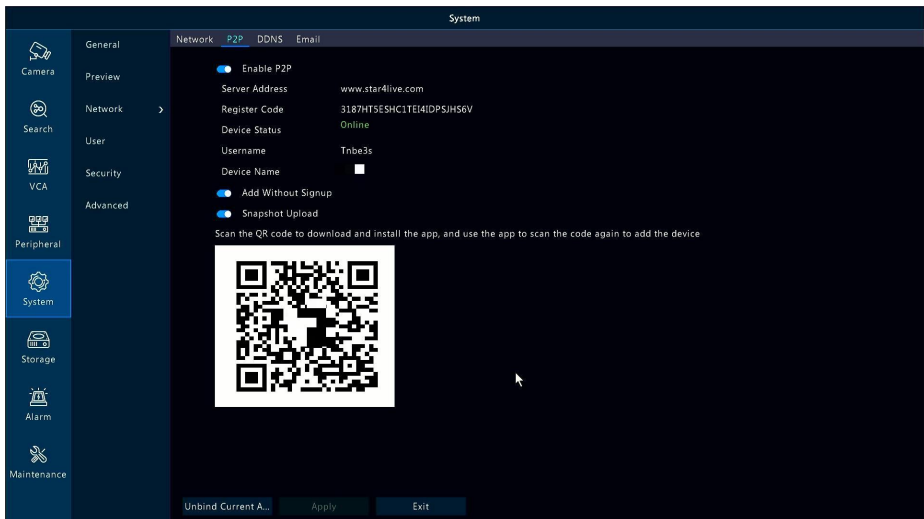 System
Network P2P DDNS Email
Camera
Search
VCA
Peripheral
System
Storage
Alarm
Maintenance
General
Preview
Network >
User
Security
Advanced
Enable P2P
Server Address www.star4live.com
Register Code 3187HT5ESHC1TEI4IDPSJHS6V
Device Status Online
Username Tnbe3s
Device Name
Add Without Signup
Snapshot Upload
Scan the QR code to download and install the app, and use the app to scan the code again to add the device
Unbind Current A... Apply Exit